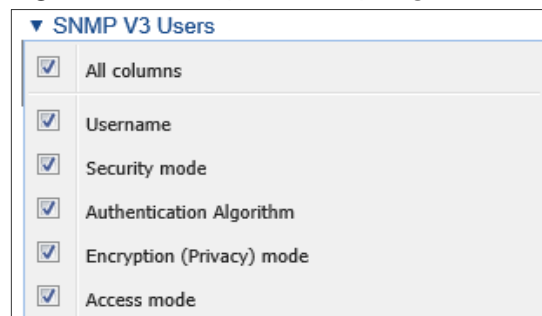 ▼ SNMP V3 Users
All columns
Username
Security mode
Authentication Algorithm
Encryption (Privacy) mode
Access mode